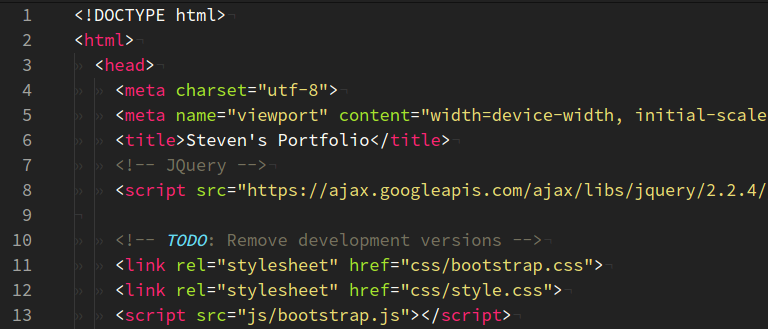 1 <!DOCTYPE html>
2 <html>
3 <head>
4 <meta charset="utf-8">
5 <meta name="viewport" content="width=device-width, initial-scale
6 <title>Steven's Portfolio</title>
7 <!-- JQuery -->
8 <script src="https://ajax.googleapis.com/ajax/libs/jquery/2.2.4/
9
10 <!-- TODO: Remove development versions -->
11 <link rel="stylesheet" href="css/bootstrap.css">
12 <link rel="stylesheet" href="css/style.css">
13 <script src="js/bootstrap.js"></script>